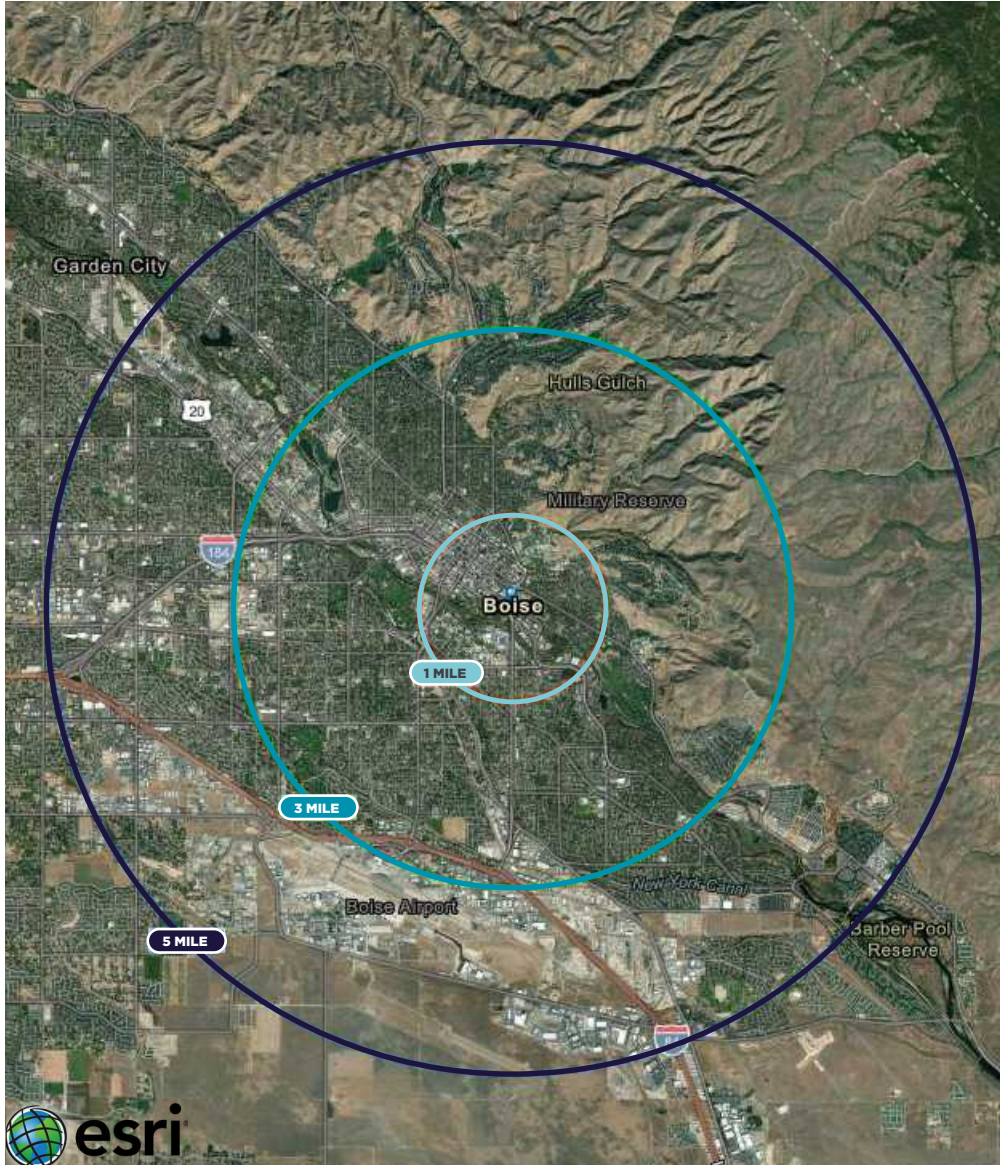 Garden City
20
Hulls Gulch
Military Reserve
184
Boise
1 MILE
3 MILE
New York Canal
Boise Airport
Barber Pool
Reserve
5 MILE
esri